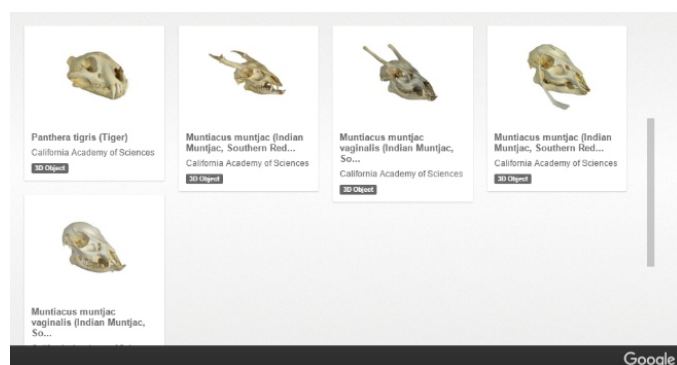 Panthera tigris (Tiger)
California Academy of Sciences
3D Object
Muntiacus muntjac (Indian
Muntjac, Southern Red...
California Academy of Sciences
3D Object
Muntiacus muntjac
vaginalis (Indian Muntjac,
So...
California Academy of Sciences
3D Object
Muntiacus muntjac (Indian
Muntjac, Southern Red...
California Academy of Sciences
3D Object
Muntiacus muntjac
vaginalis (Indian Muntjac,
So...
Google